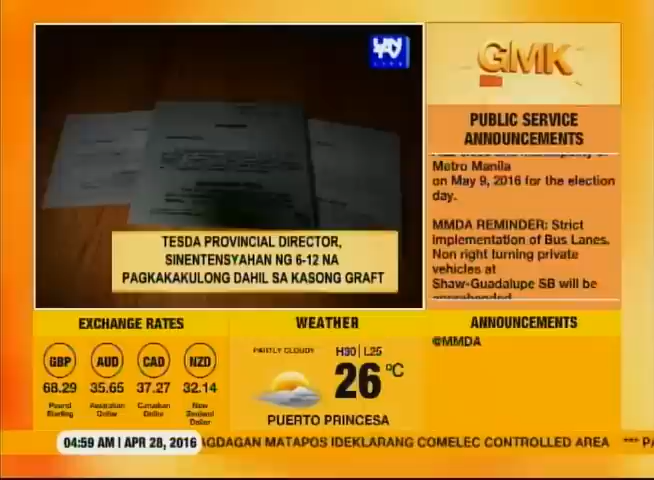 UNTV
LIFE
GMK
PUBLIC SERVICE
ANNOUNCEMENTS
Metro Manila
on May 9, 2016 for the election
day.
MMDA REMINDER: Strict
Implementation of Bus Lanes.
Non right turning private
vehicles at
Shaw-Guadalupe SB will be
apprehended
TESDA PROVINCIAL DIRECTOR,
SINENTENSYAHAN NG 6-12 NA
PAGKAKAKULONG DAHIL SA KASONG GRAFT
EXCHANGE RATES
GBP AUD CAD NZD
68.29 35.65 37.27 32.14
Pound Sterling
Australian Dollar
Canadian Dollar
New Zealand Dollar
WEATHER
PARTLY CLOUDY H30 | L25
26 °C
PUERTO PRINCESA
ANNOUNCEMENTS
@MMDA
04:59 AM | APR 28, 2016 AGDAGAN MATAPOS IDEKLARANG COMELEC CONTROLLED AREA *** PA